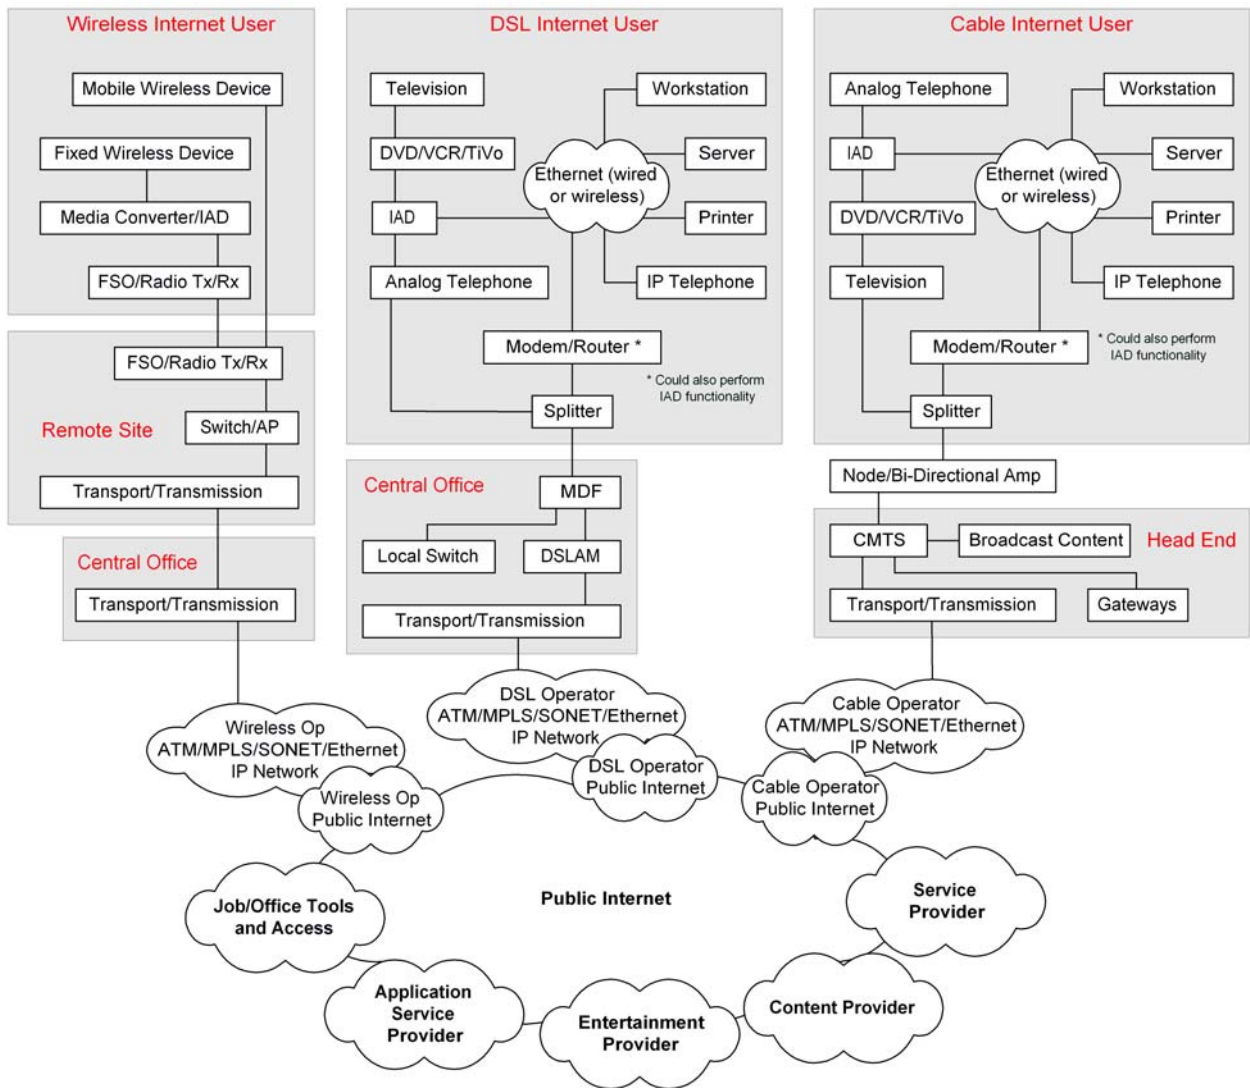 Wireless Internet User
Mobile Wireless Device
Fixed Wireless Device
Media Converter/IAD
FSO/Radio Tx/Rx
FSO/Radio Tx/Rx
Remote Site
Switch/AP
Transport/Transmission
Central Office
Transport/Transmission
DSL Internet User
Television
Workstation
DVD/VCR/TiVo
Server
Ethernet (wired
or wireless)
IAD
Printer
Analog Telephone
IP Telephone
Modem/Router *
* Could also perform
IAD functionality
Splitter
Central Office
MDF
Local Switch
DSLAM
Transport/Transmission
Cable Internet User
Analog Telephone
Workstation
IAD
Server
Ethernet (wired
or wireless)
DVD/VCR/TiVo
Printer
Television
IP Telephone
Modem/Router *
* Could also perform
IAD functionality
Splitter
Node/Bi-Directional Amp
CMTS
Broadcast Content
Head End
Transport/Transmission
Gateways
Wireless Op
ATM/MPLS/SONET/Ethernet
IP Network
DSL Operator
ATM/MPLS/SONET/Ethernet
IP Network
Cable Operator
ATM/MPLS/SONET/Ethernet
IP Network
Wireless Op
Public Internet
DSL Operator
Public Internet
Cable Operator
Public Internet
Job/Office Tools
and Access
Public Internet
Service
Provider
Application
Service
Provider
Entertainment
Provider
Content Provider